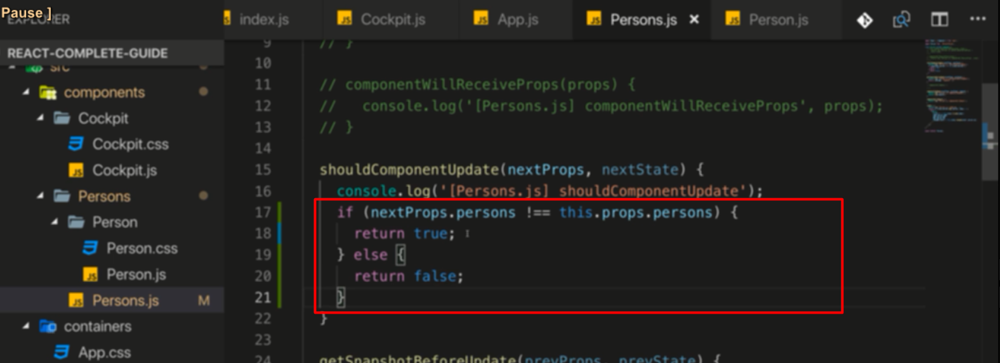 Pause ]
EXPLORER
index.js
Cockpit.js
App.js
Persons.js ×
Person.js
REACT-COMPLETE-GUIDE
src
components
Cockpit
Cockpit.css
Cockpit.js
Persons
Person
Person.css
Person.js
Persons.js M
containers
App.css
9 // }
10
11 // componentWillReceiveProps(props) {
12 //   console.log('[Persons.js] componentWillReceiveProps', props);
13 // }
14
15 shouldComponentUpdate(nextProps, nextState) {
16   console.log('[Persons.js] shouldComponentUpdate');
17   if (nextProps.persons !== this.props.persons) {
18     return true;
19   } else {
20     return false;
21   }
22 }
23
24 getSnapshotBeforeUpdate(prevProps, prevState) {